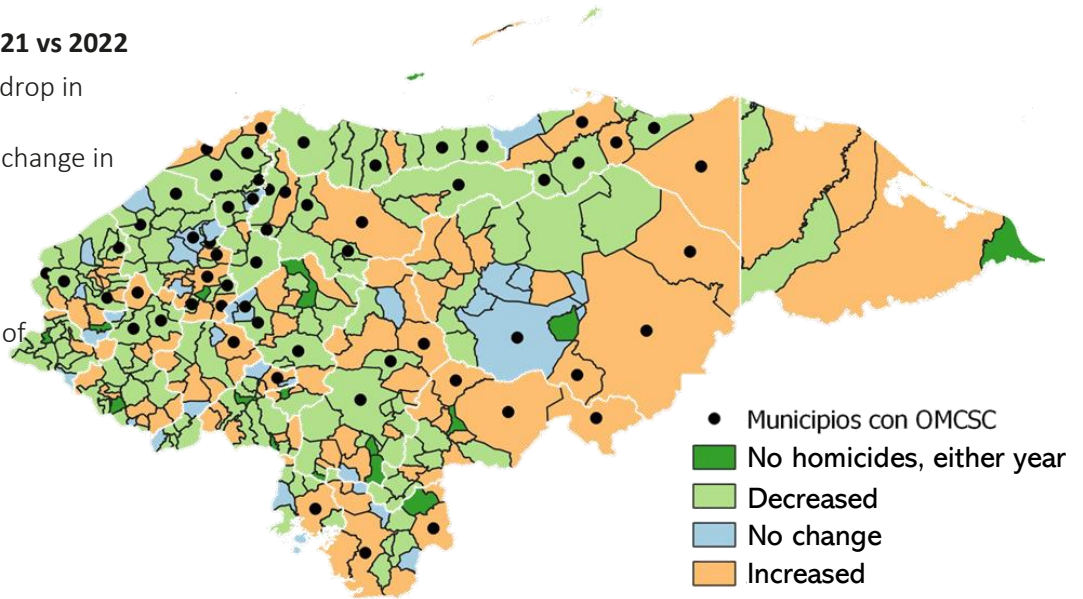 21 vs 2022
drop in
change in
of
Municipios con OMCSC
No homicides, either year
Decreased
No change
Increased